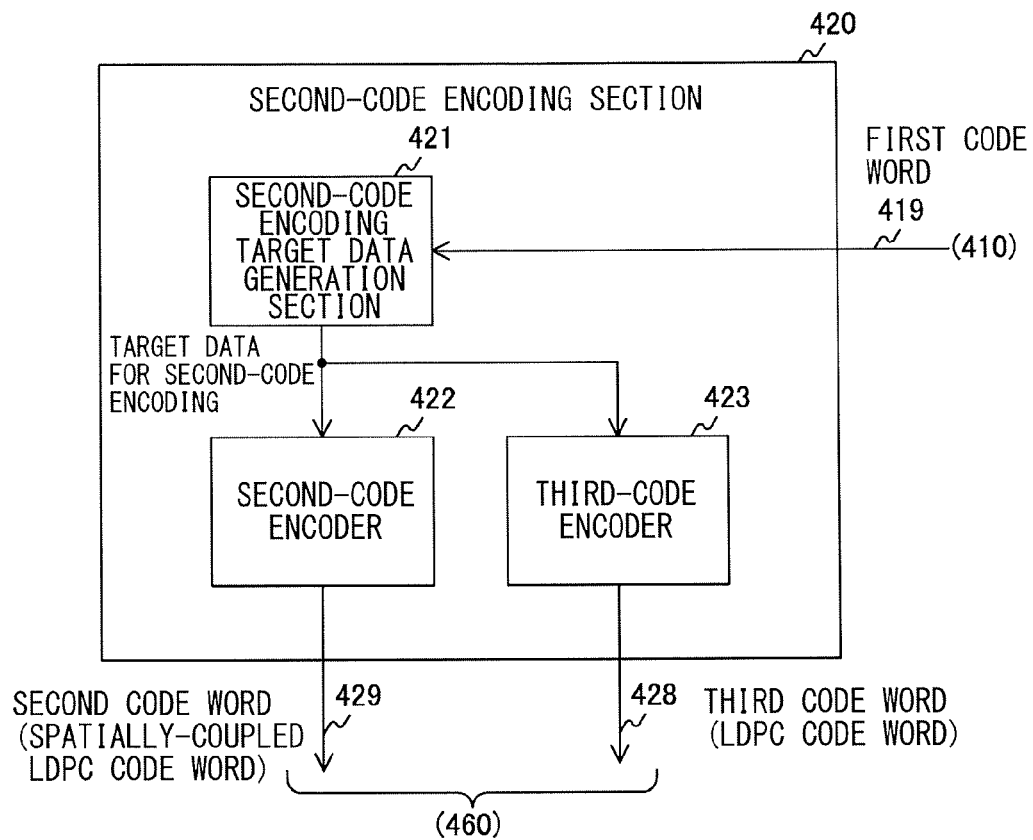 420
SECOND-CODE ENCODING SECTION
421
SECOND-CODE
ENCODING
TARGET DATA
GENERATION
SECTION
FIRST CODE
WORD
419
(410)
TARGET DATA
FOR SECOND-CODE
ENCODING
422
423
SECOND-CODE
ENCODER
THIRD-CODE
ENCODER
SECOND CODE WORD
(SPATIALLY-COUPLED
LDPC CODE WORD)
429
428
THIRD CODE WORD
(LDPC CODE WORD)
(460)